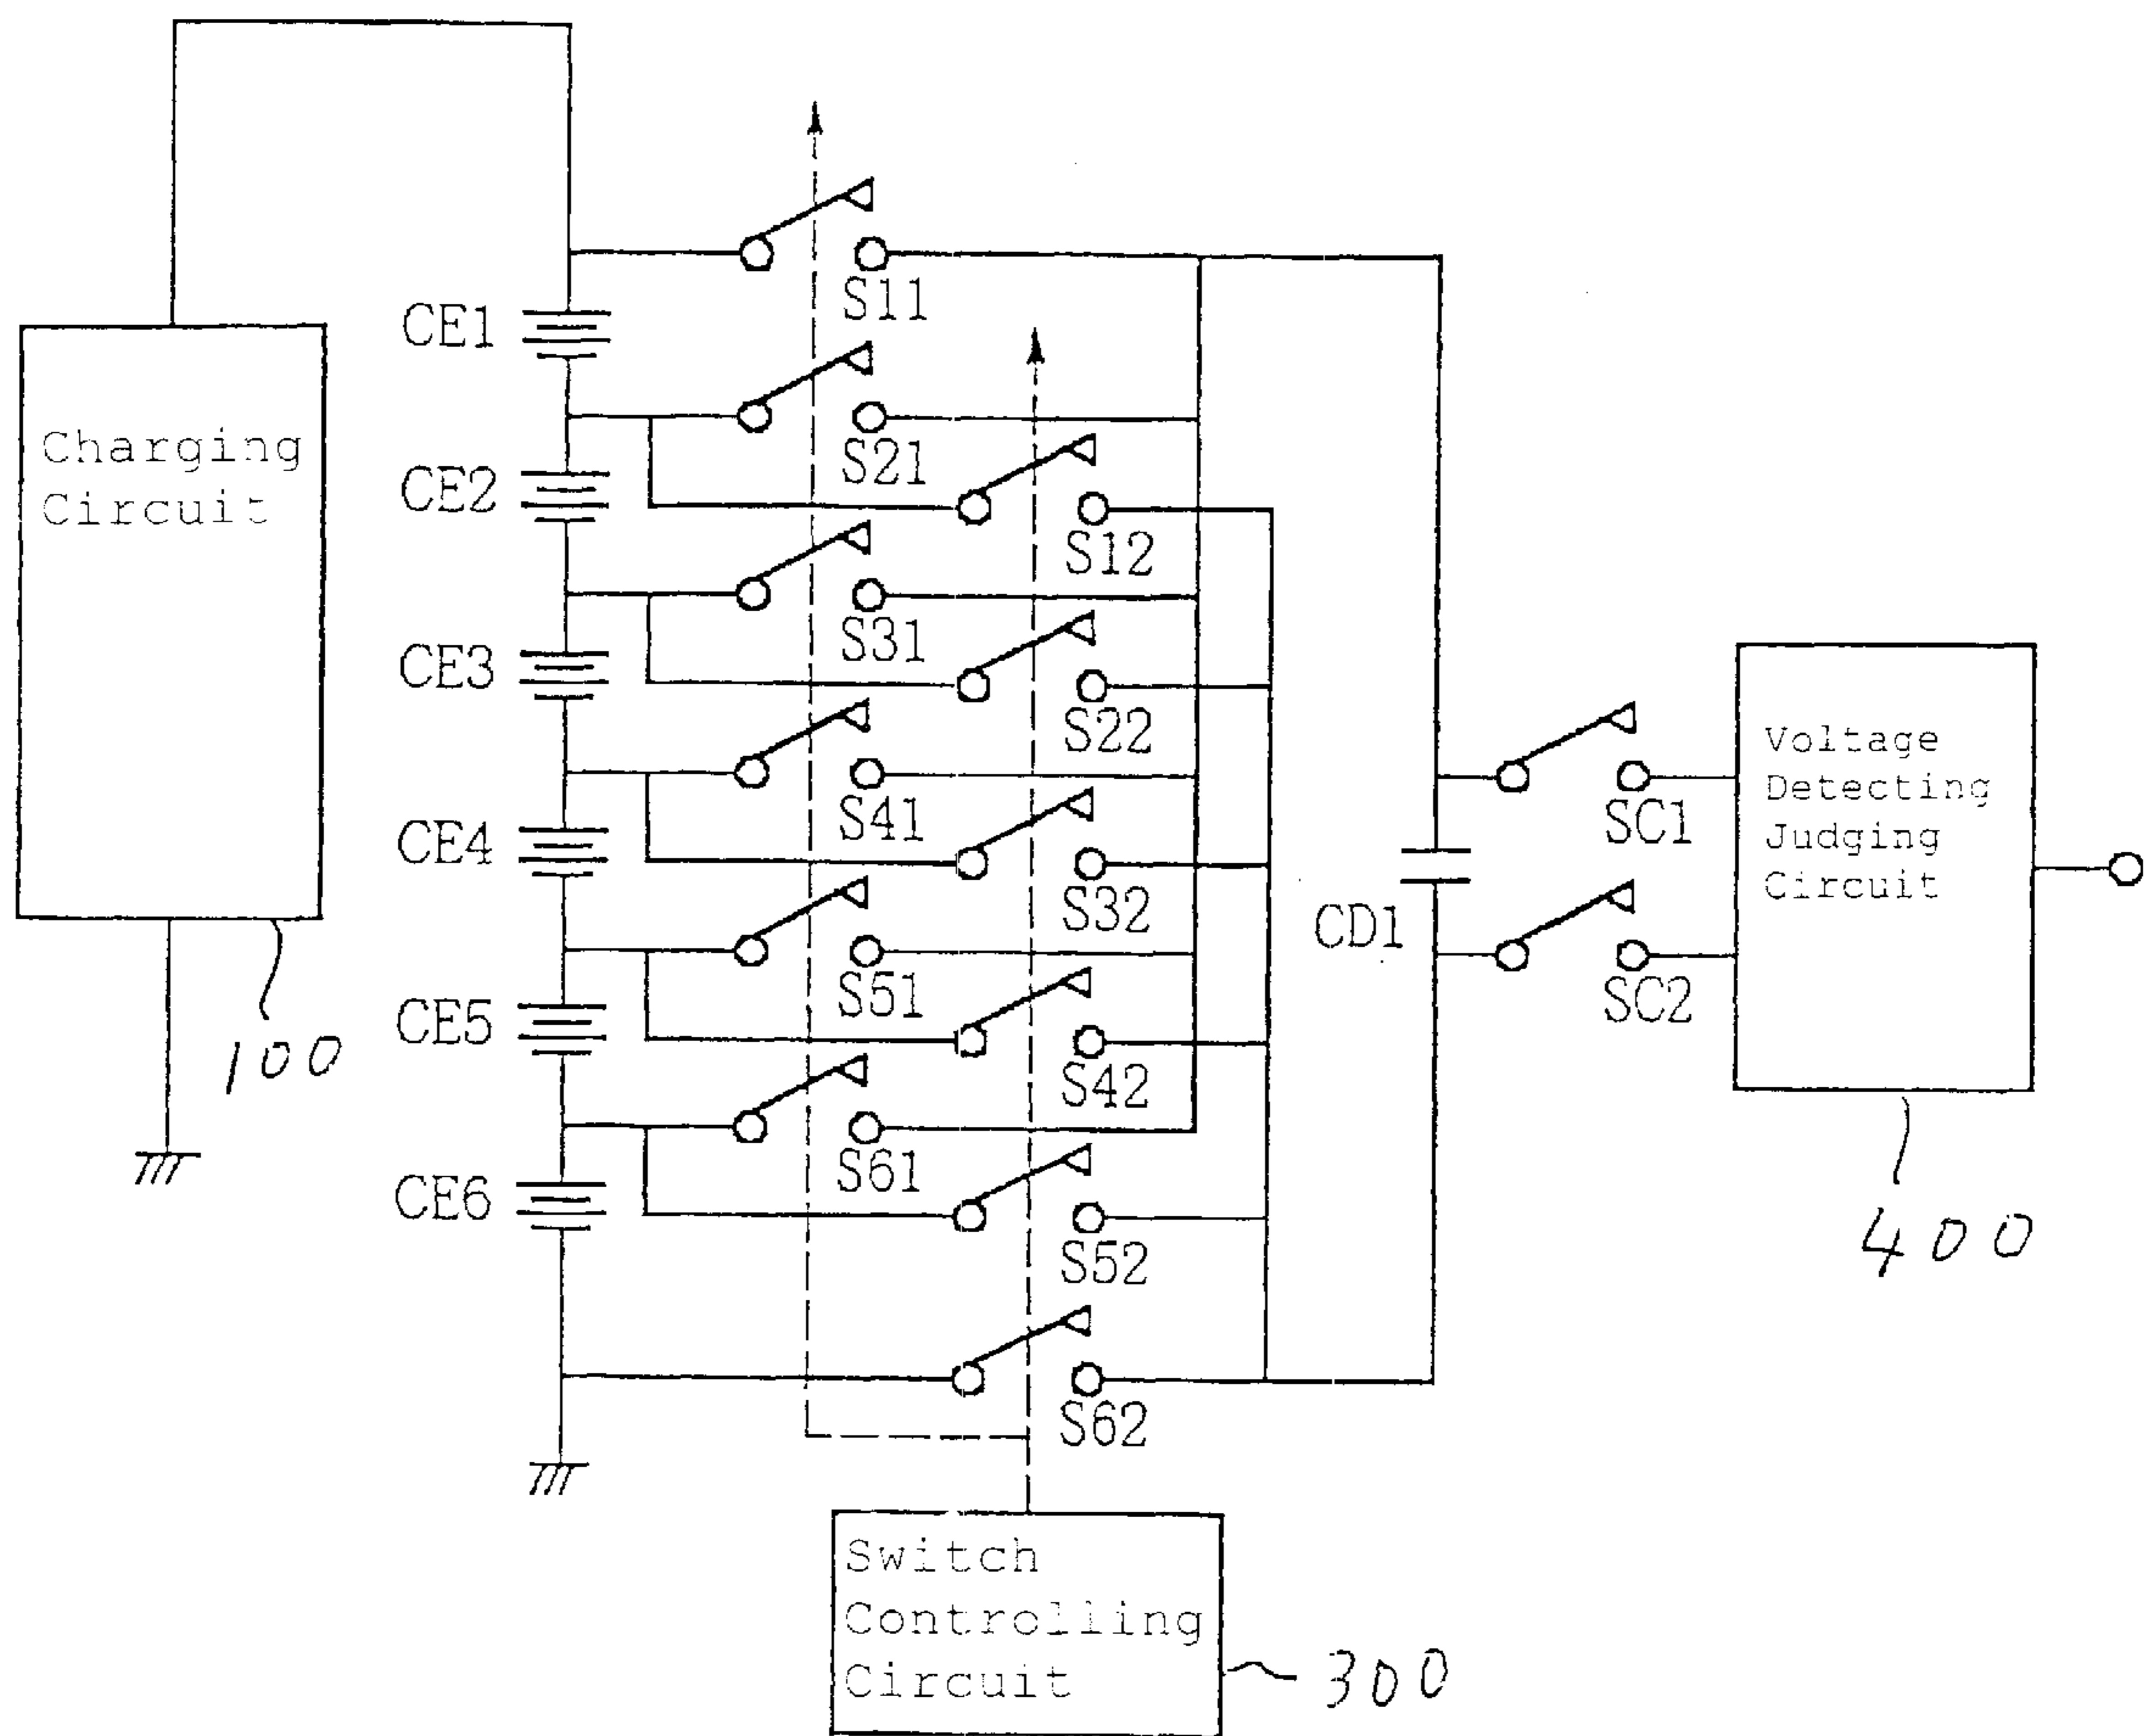 S11
CE1
Charging
Circuit
S21
CE2
S12
S31
CE3
S22
Voltage
Detecting
Judging
Circuit
S41
SC1
CE4
S32
CD1
S51
SC2
CE5
100
S42
S61
CE6
S52
400
S62
Switch
Controlling
Circuit
300